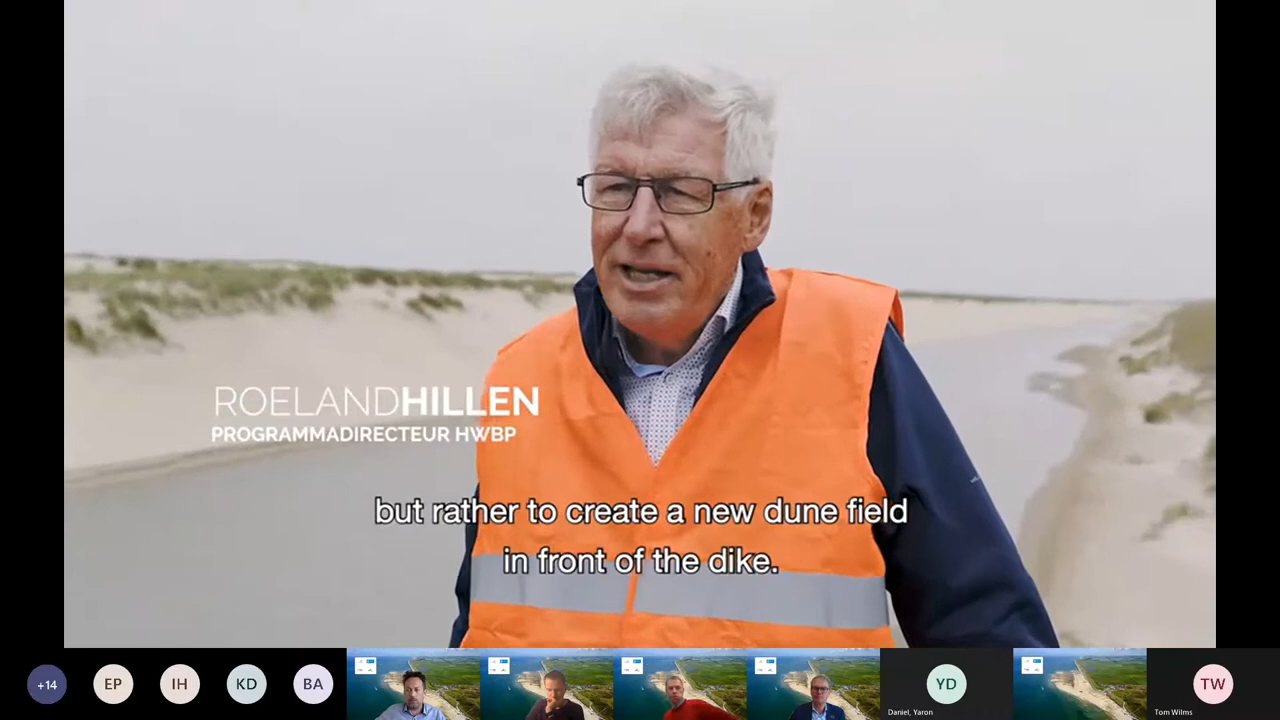 ROELANDHILLEN
PROGRAMMADIRECTEUR HWBP
but rather to create a new dune field
in front of the dike.
+14
EP
IH
KD
BA
YD
Daniel, Yaron
TW
Tom Wilms